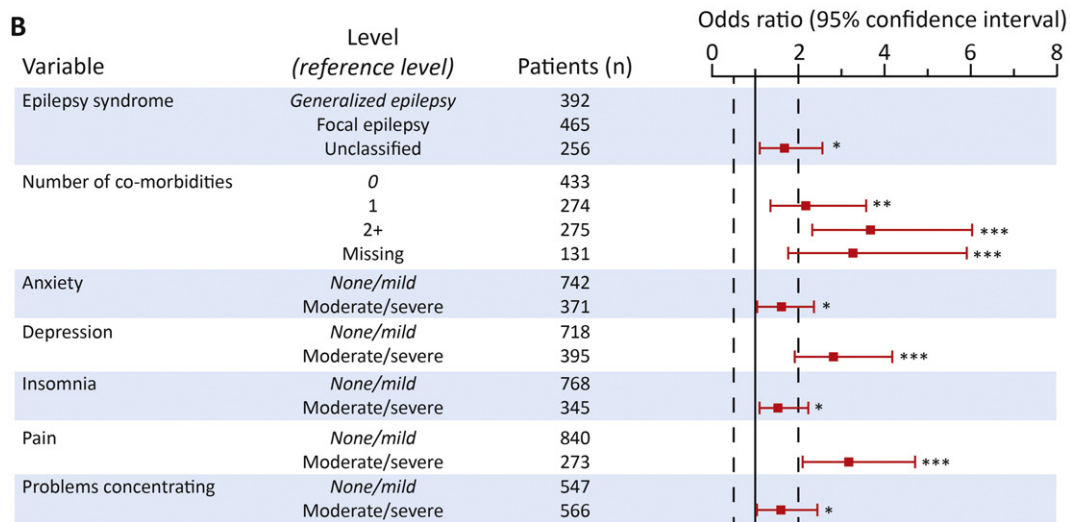 B
Odds ratio (95% confidence interval)
Variable Level (reference level) Patients (n) 0 2 4 6 8
Epilepsy syndrome Generalized epilepsy 392
Focal epilepsy 465
Unclassified 256 *
Number of co-morbidities 0 433
1 274 **
2+ 275 ***
Missing 131 ***
Anxiety None/mild 742
Moderate/severe 371 *
Depression None/mild 718
Moderate/severe 395 ***
Insomnia None/mild 768
Moderate/severe 345 *
Pain None/mild 840
Moderate/severe 273 ***
Problems concentrating None/mild 547
Moderate/severe 566 *